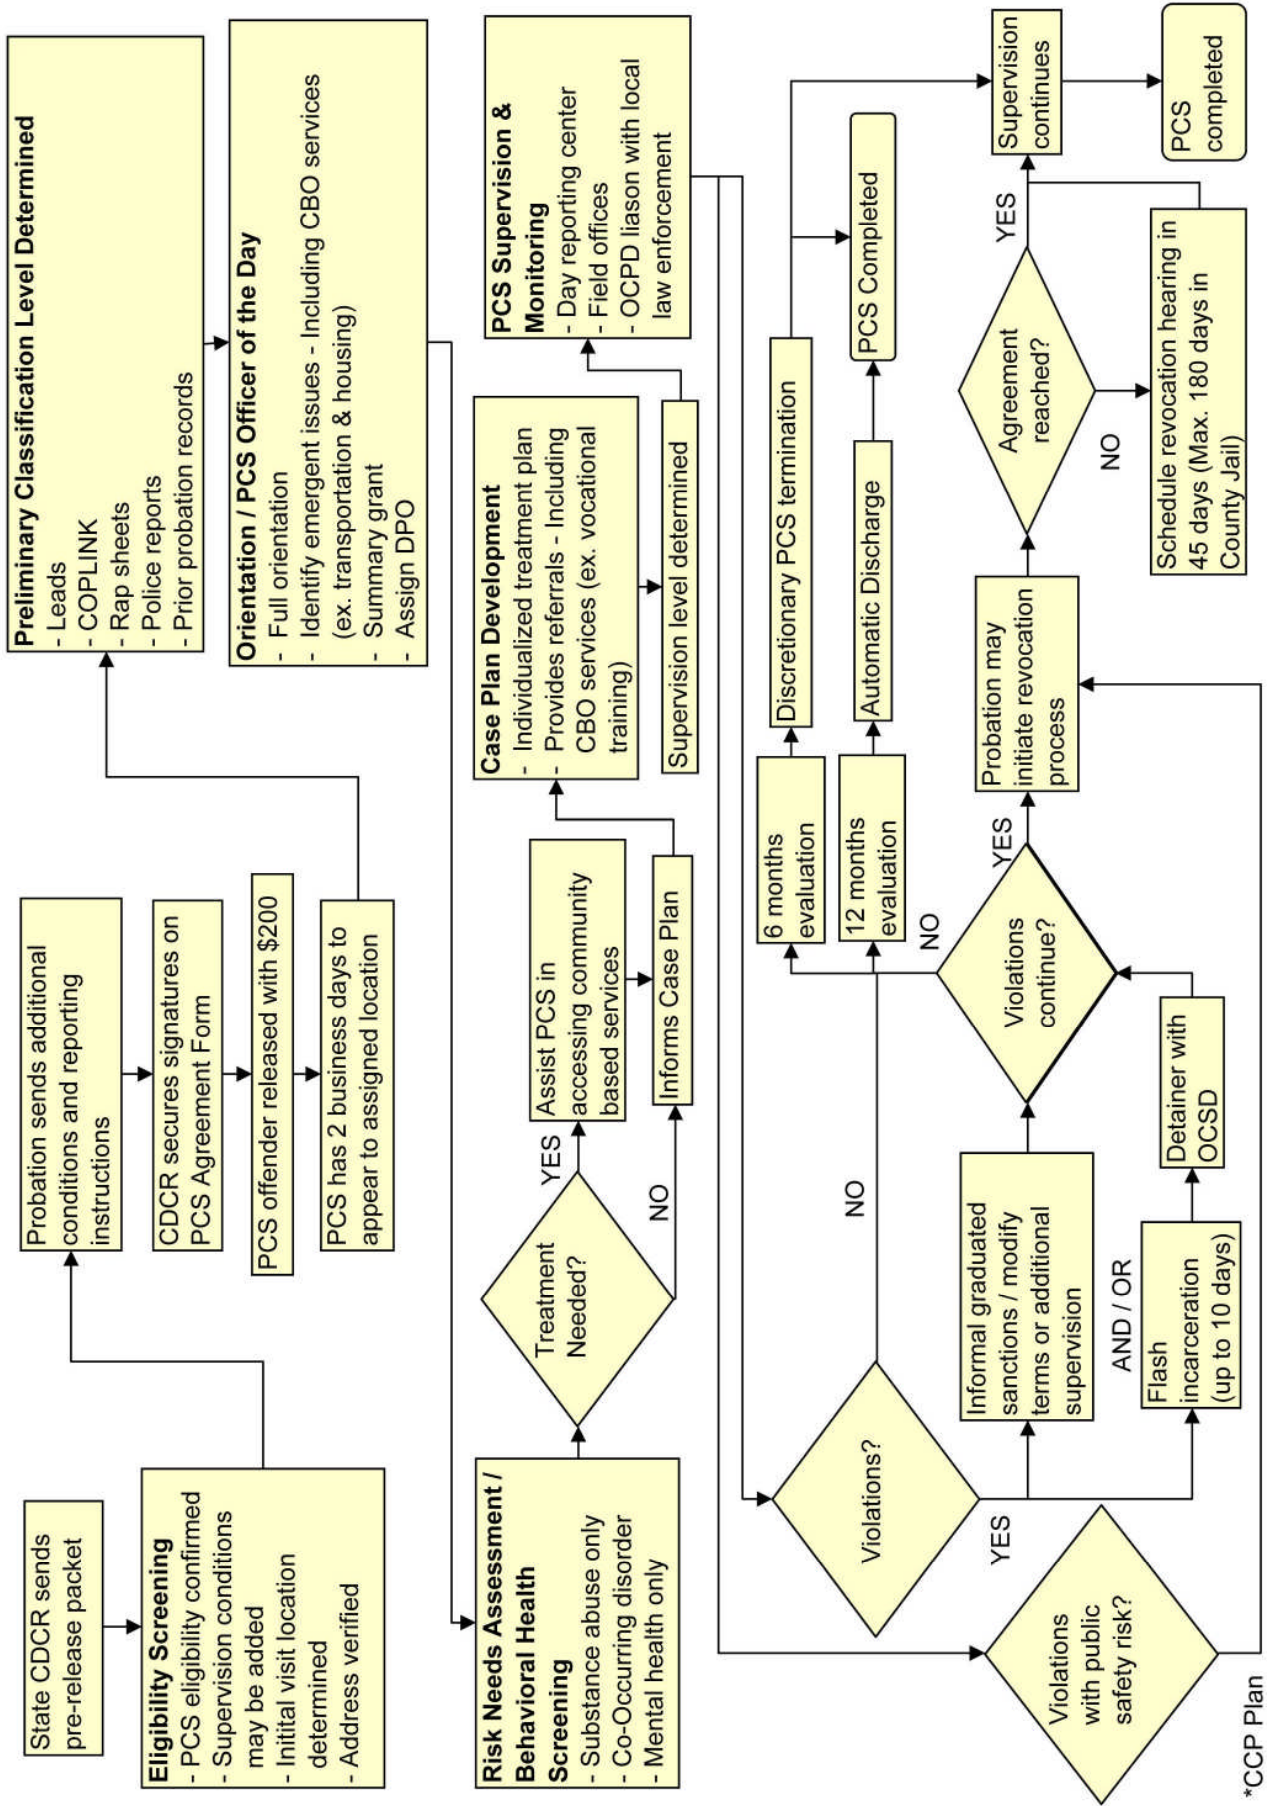 State CDCR sends
pre-release packet
Eligibility Screening
- PCS eligibility confirmed
- Supervision conditions
may be added
- Initital visit location
determined
- Address verified
Probation sends additional
conditions and reporting
instructions
CDCR secures signatures on
PCS Agreement Form
PCS offender released with $200
PCS has 2 business days to
appear to assigned location
Preliminary Classification Level Determined
- Leads
- COPLINK
- Rap sheets
- Police reports
- Prior probation records
Orientation / PCS Officer of the Day
- Full orientation
- Identify emergent issues - Including CBO services
(ex. transportation & housing)
- Summary grant
- Assign DPO
Risk Needs Assessment /
Behavioral Health
Screening
- Substance abuse only
- Co-Occurring disorder
- Mental health only
Treatment
Needed?
YES
NO
Assist PCS in
accessing community
based services
Informs Case Plan
Case Plan Development
- Individualized treatment plan
- Provides referrals - Including
CBO services (ex. vocational
training)
Supervision level determined
PCS Supervision &
Monitoring
- Day reporting center
- Field offices
- OCPD liason with local
law enforcement
Violations?
NO
YES
6 months
evaluation
12 months
evaluation
Discretionary PCS termination
Automatic Discharge
PCS Completed
Informal graduated
sanctions / modify
terms or additional
supervision
AND / OR
Flash
incarceration
(up to 10 days)
Detainer with
OCSD
Violations
continue?
NO
YES
Probation may
initiate revocation
process
Agreement
reached?
YES
NO
Schedule revocation hearing in
45 days (Max. 180 days in
County Jail)
Supervision
continues
PCS
completed
Violations
with public
safety risk?
*CCP Plan